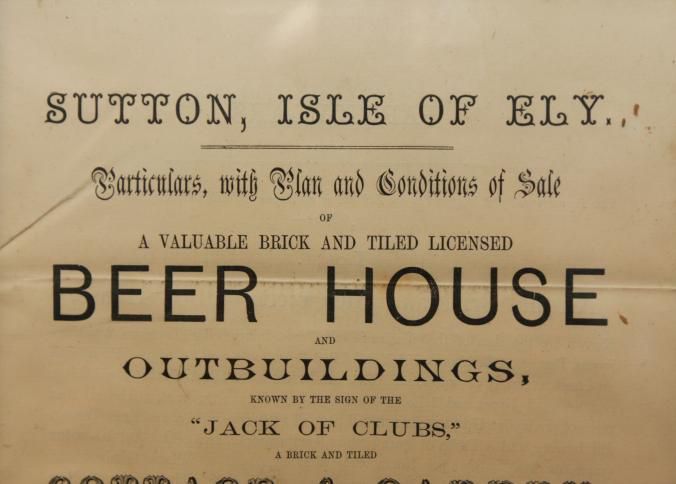 SUTTON, ISLE OF ELY.
Particulars, with Plan and Conditions of Sale
OF
A VALUABLE BRICK AND TILED LICENSED
BEER HOUSE
AND
OUTBUILDINGS,
KNOWN BY THE SIGN OF THE
"JACK OF CLUBS,"
A BRICK AND TILED